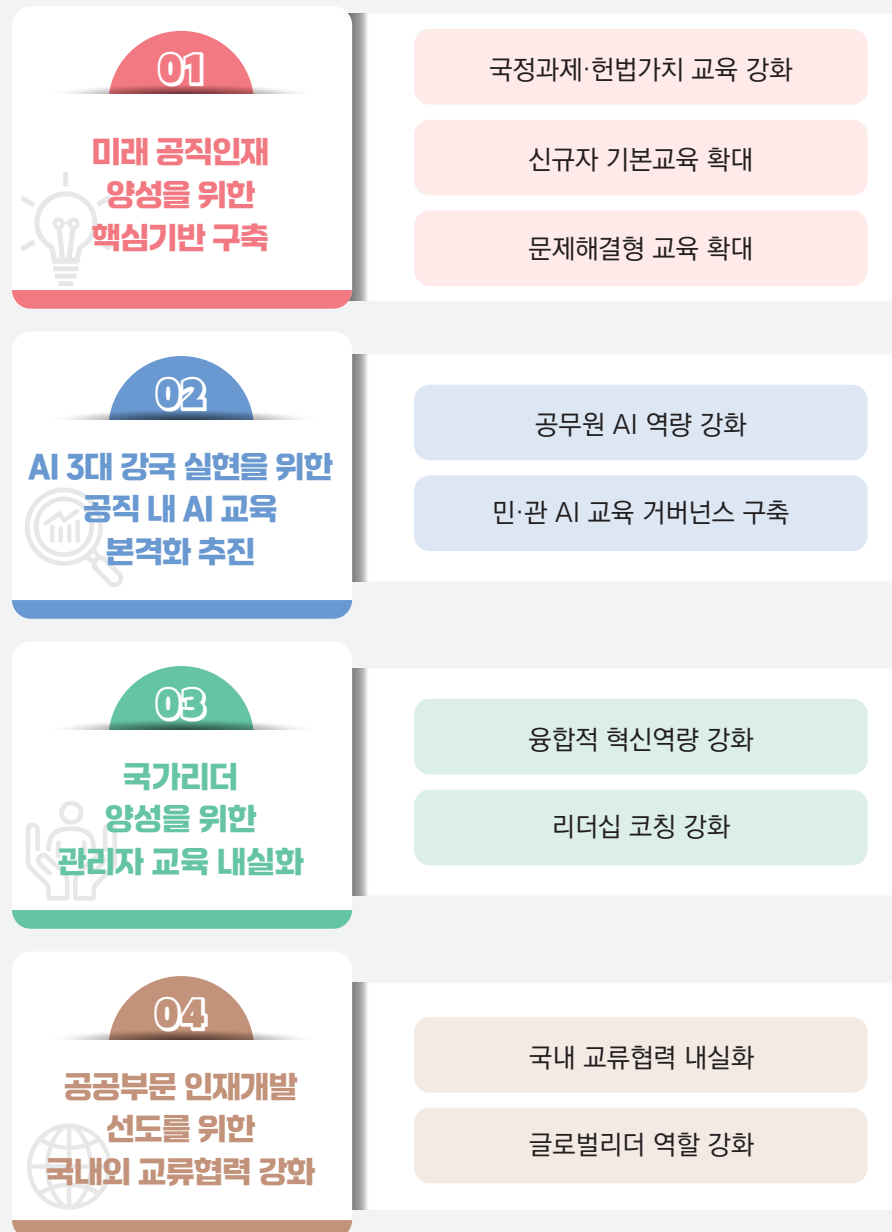 01
미래 공직인재
양성을 위한
핵심기반 구축
국정과제·헌법가치 교육 강화
신규자 기본교육 확대
문제해결형 교육 확대
02
AI 3대 강국 실현을 위한
공직 내 AI 교육
본격화 추진
공무원 AI 역량 강화
민·관 AI 교육 거버넌스 구축
03
국가리더
양성을 위한
관리자 교육 내실화
융합적 혁신역량 강화
리더십 코칭 강화
04
공공부문 인재개발
선도를 위한
국내외 교류협력 강화
국내 교류협력 내실화
글로벌리더 역할 강화